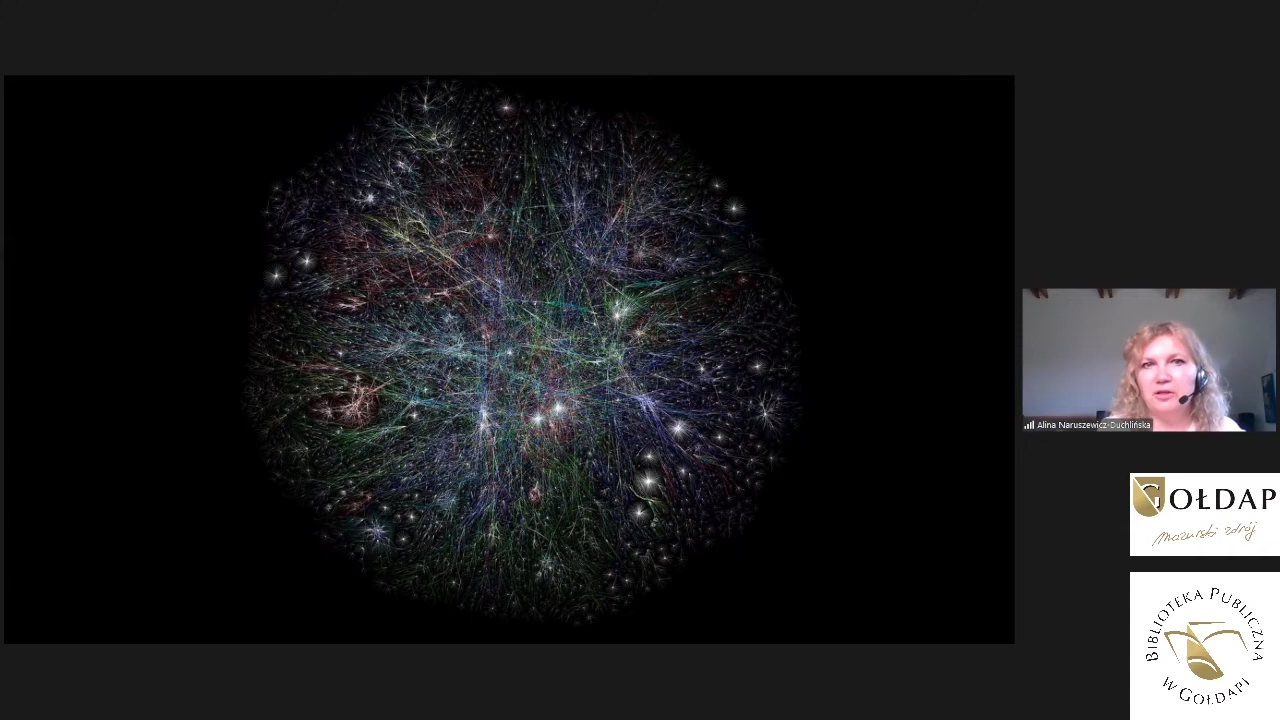 Alina Naruszewicz-Duchlińska
GOŁDAP
mazurski zdrój
BIBLIOTEKA PUBLICZNA
W GOŁDAPI